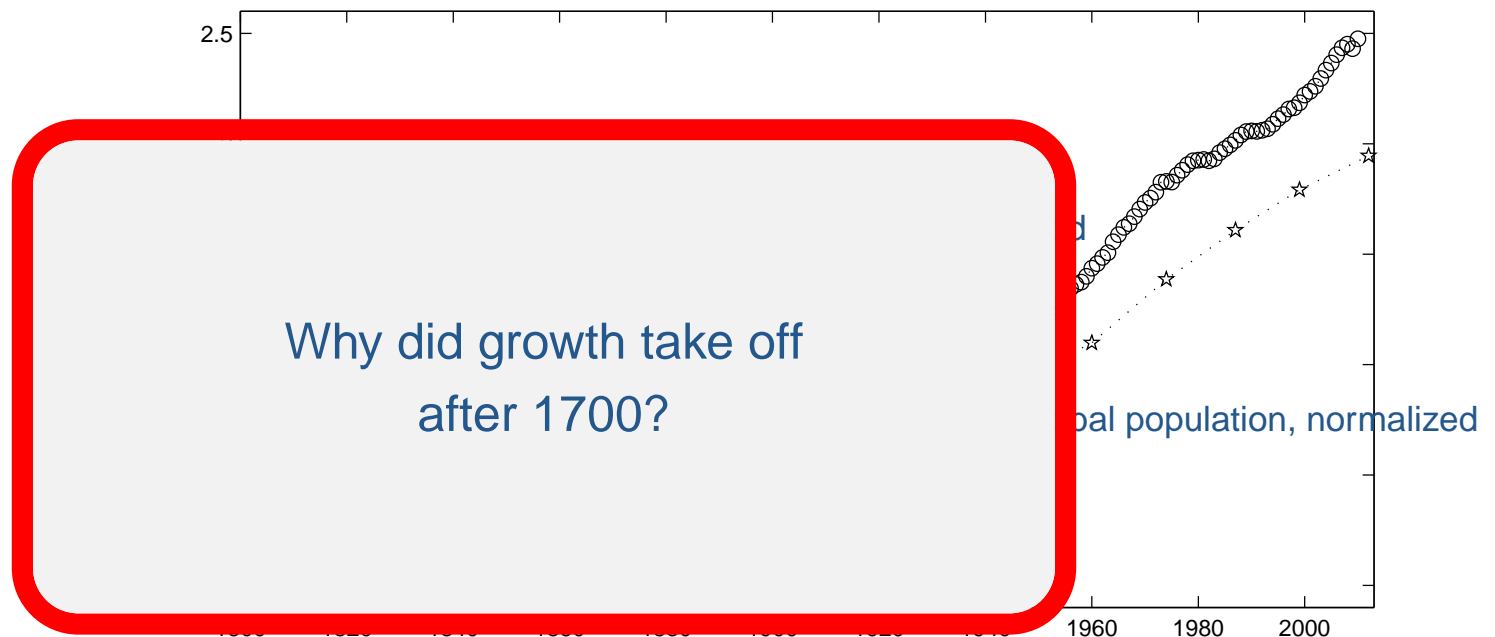 2.5
d
Why did growth take off
after 1700?
bal population, normalized
1960 1980 2000